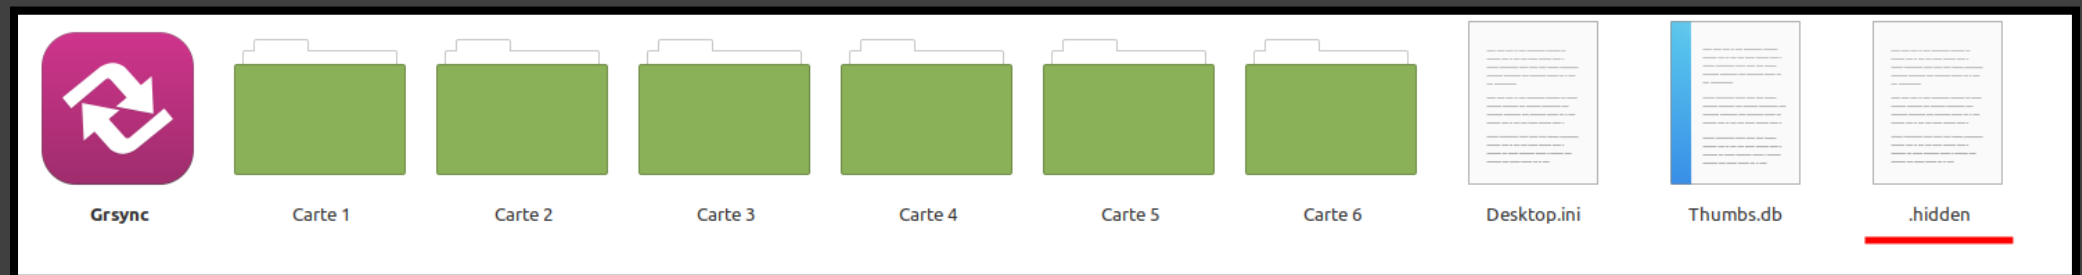 Grsync
Carte 1
Carte 2
Carte 3
Carte 4
Carte 5
Carte 6
Desktop.ini
Thumbs.db
.hidden